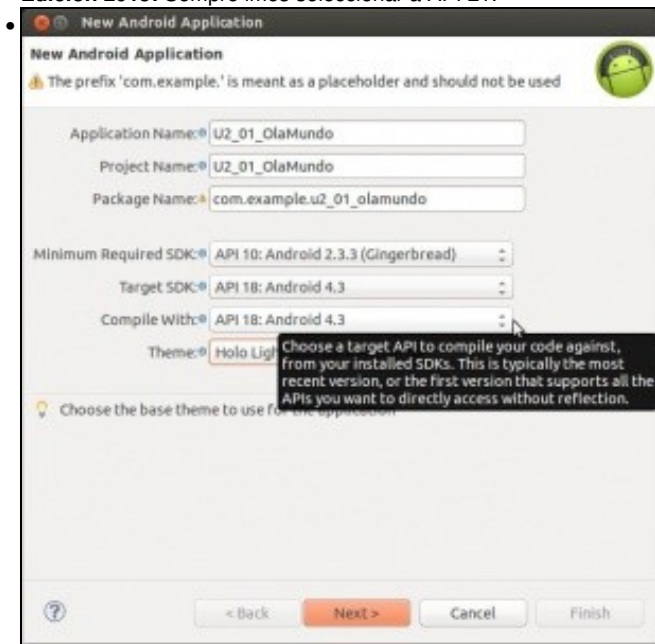 New Android Application
New Android Application
The prefix 'com.example.' is meant as a placeholder and should not be used
Application Name: U2_01_OlaMundo
Project Name: U2_01_OlaMundo
Package Name: com.example.u2_01_olamundo
Minimum Required SDK: API 10: Android 2.3.3 (Gingerbread)
Target SDK: API 18: Android 4.3
Compile With: API 18: Android 4.3
Theme: Holo Ligh
Choose a target API to compile your code against,
from your installed SDKs. This is typically the most
recent version, or the first version that supports all the
APIs you want to directly access without reflection.
Choose the base theme to use for the application
< Back Next > Cancel Finish